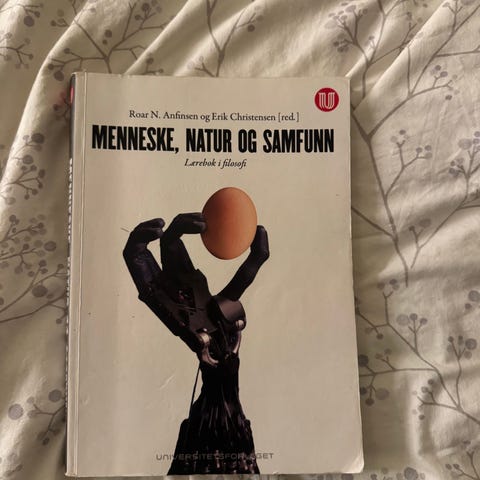 Roar N. Anfinsen og Erik Christensen [red.]
MENNESKE, NATUR OG SAMFUNN
Lærebok i filosofi
UNIVERSITETSFORLAGET